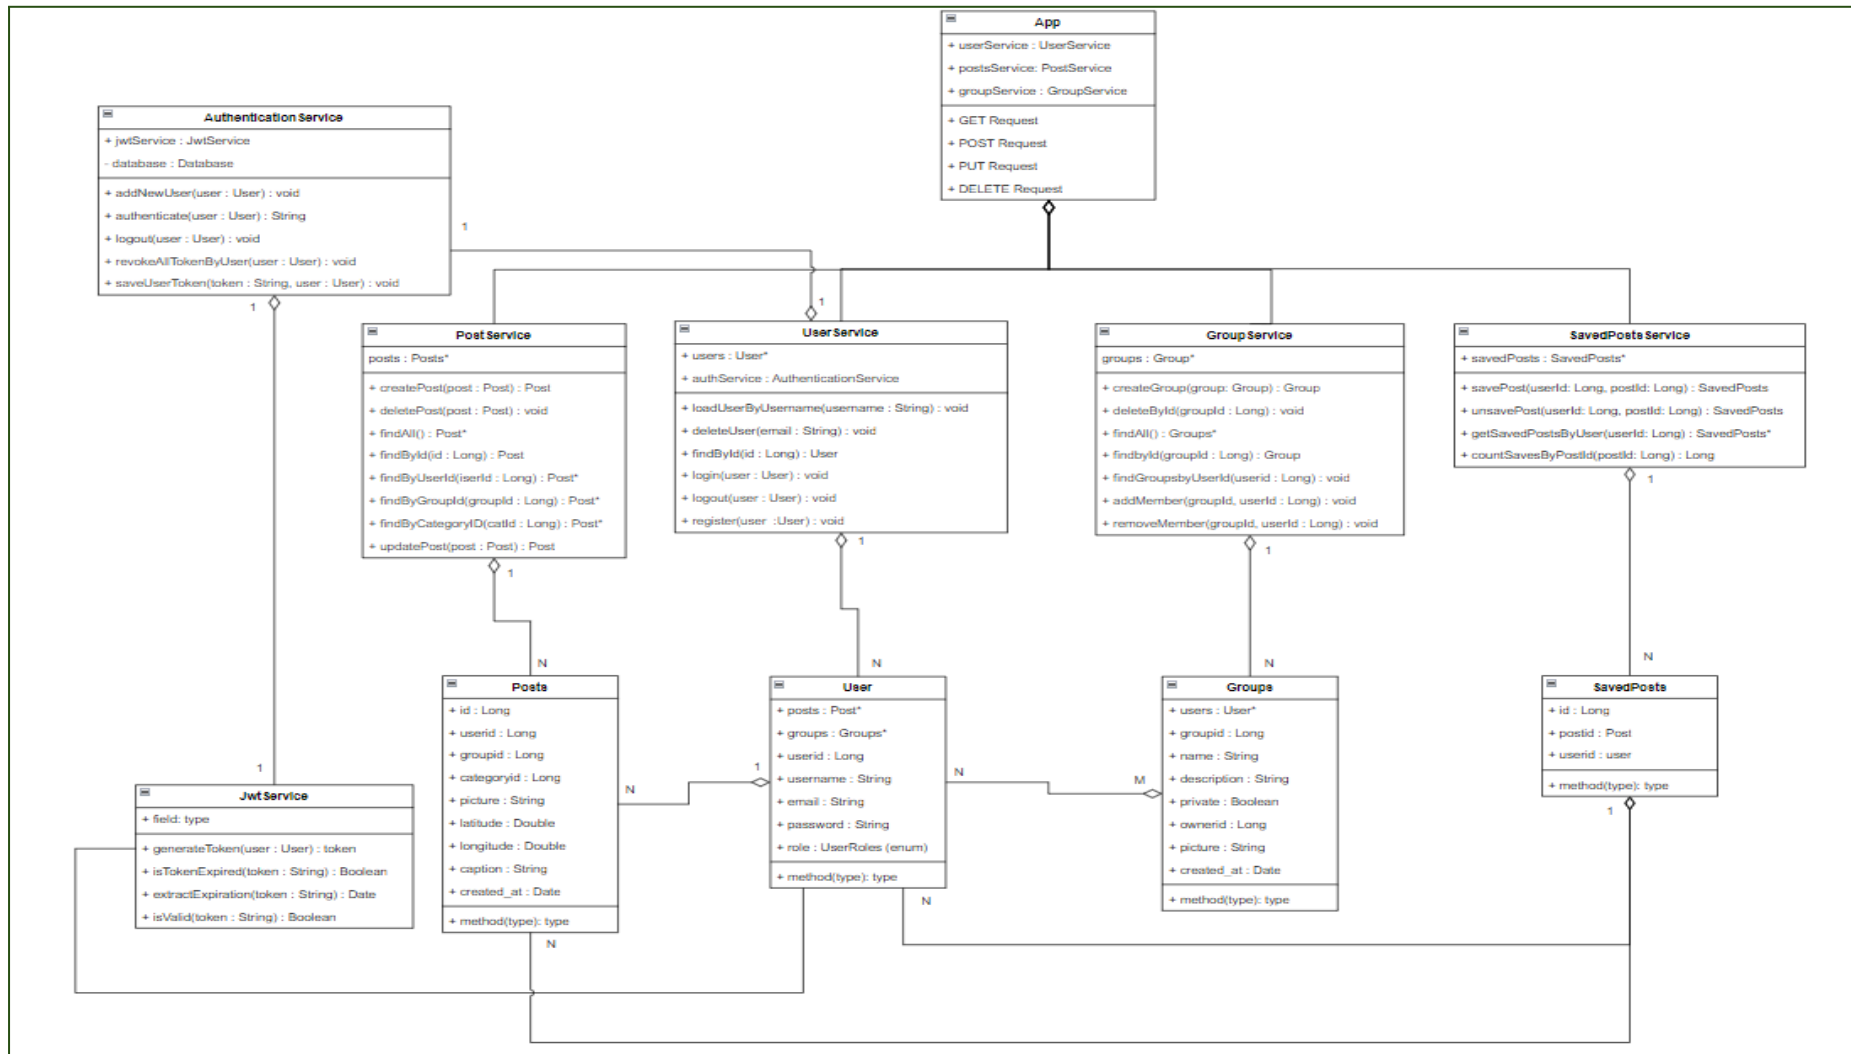 App
+ userService : UserService
+ postsService: PostService
+ groupService : GroupService
+ GET Request
+ POST Request
+ PUT Request
+ DELETE Request
Authentication Service
+ jwtService : JwtService
- database : Database
+ addNewUser(user : User) : void
+ authenticate(user : User) : String
+ logout(user : User) : void
+ revokeAllTokenByUser(user : User) : void
+ saveUserToken(token : String, user : User) : void
1
1
1
PostService
posts : Posts*
+ createPost(post : Post) : Post
+ deletePost(post : Post) : void
+ findAll() : Post*
+ findById(id : Long) : Post
+ findByUserId(iserId : Long) : Post*
+ findByGroupId(groupId : Long) : Post*
+ findByCategoryID(catId : Long) : Post*
+ updatePost(post : Post) : Post
1
UserService
+ users : User*
+ authService : AuthenticationService
+ loadUserByUsername(username : String) : void
+ deleteUser(email : String) : void
+ findById(id : Long) : User
+ login(user : User) : void
+ logout(user : User) : void
+ register(user :User) : void
1
GroupService
groups : Group*
+ createGroup(group: Group) : Group
+ deleteById(groupId : Long) : void
+ findAll() : Groups*
+ findbyId(groupId : Long) : Group
+ findGroupsbyUserId(userid : Long) : void
+ addMember(groupId, userId : Long) : void
+ removeMember(groupId, userId : Long) : void
1
SavedPostsService
+ savedPosts : SavedPosts*
+ savePost(userId: Long, postId: Long) : SavedPosts
+ unsavePost(userId: Long, postId: Long) : SavedPosts
+ getSavedPostsByUser(userId: Long) : SavedPosts*
+ countSavesByPostId(postId: Long) : Long
1
N
N
N
N
Posts
+ id : Long
+ userid : Long
+ groupid : Long
+ categoryid : Long
+ picture : String
+ latitude : Double
+ longitude : Double
+ caption : String
+ created_at : Date
+ method(type): type
N
N
1
User
+ posts : Post*
+ groups : Groups*
+ userid : Long
+ username : String
+ email : String
+ password : String
+ role : UserRoles (enum)
+ method(type): type
N
N
M
Groups
+ users : User*
+ groupid : Long
+ name : String
+ description : String
+ private : Boolean
+ ownerid : Long
+ picture : String
+ created_at : Date
+ method(type): type
SavedPosts
+ id : Long
+ postid : Post
+ userid : user
+ method(type): type
1
1
JwtService
+ field: type
+ generateToken(user : User) : token
+ isTokenExpired(token : String) : Boolean
+ extractExpiration(token : String) : Date
+ isValid(token : String) : Boolean